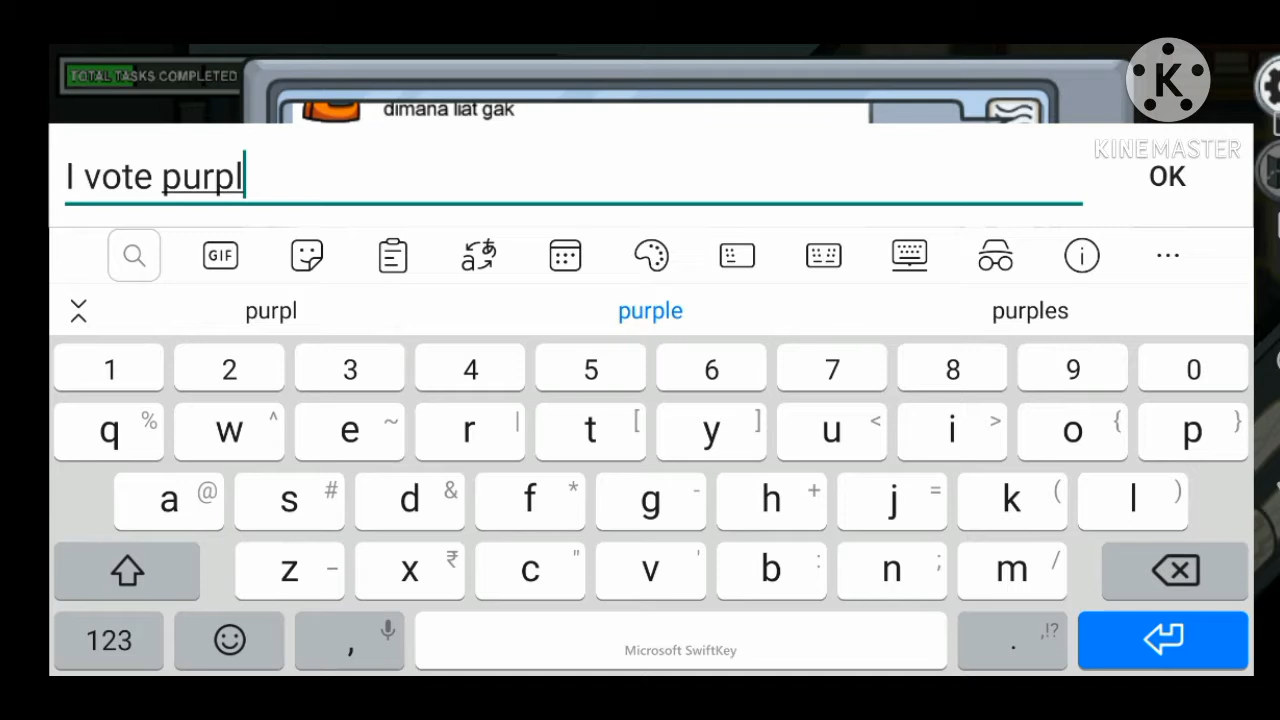 TOTAL TASKS COMPLETED
dimana liat gak
K
KINEMASTER
I vote purpl
OK
GIF
purpl purple purples
1 2 3 4 5 6 7 8 9 0
q % w ^ e ~ r | t [ y ] u < i > o { p }
a @ s # d & f * g - h + j = k ( l )
z _ x ₹ c " v ' b : n ; m /
123 , Microsoft SwiftKey . ,!?